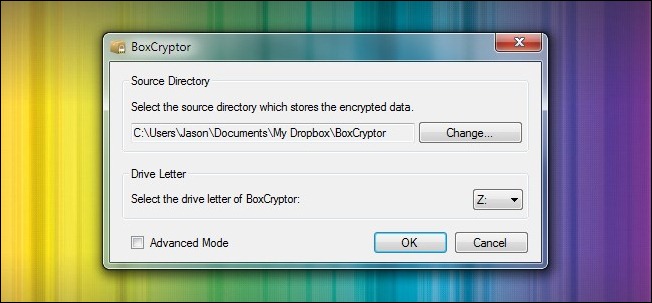 BoxCryptor
Source Directory
Select the source directory which stores the encrypted data.
C:\Users\Jason\Documents\My Dropbox\BoxCryptor
Change...
Drive Letter
Select the drive letter of BoxCryptor:
Z:
Advanced Mode
OK
Cancel